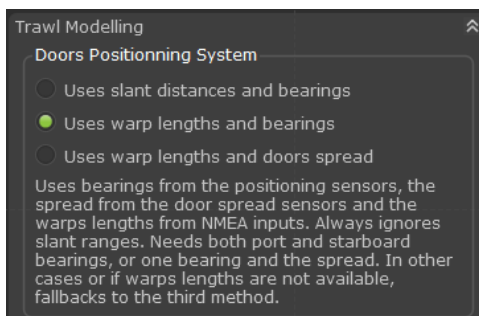 Trawl Modelling
Doors Positionning System
Uses slant distances and bearings
Uses warp lengths and bearings
Uses warp lengths and doors spread
Uses bearings from the positioning sensors, the
spread from the door spread sensors and the
warps lengths from NMEA inputs. Always ignores
slant ranges. Needs both port and starboard
bearings, or one bearing and the spread. In other
cases or if warps lengths are not available,
fallbacks to the third method.